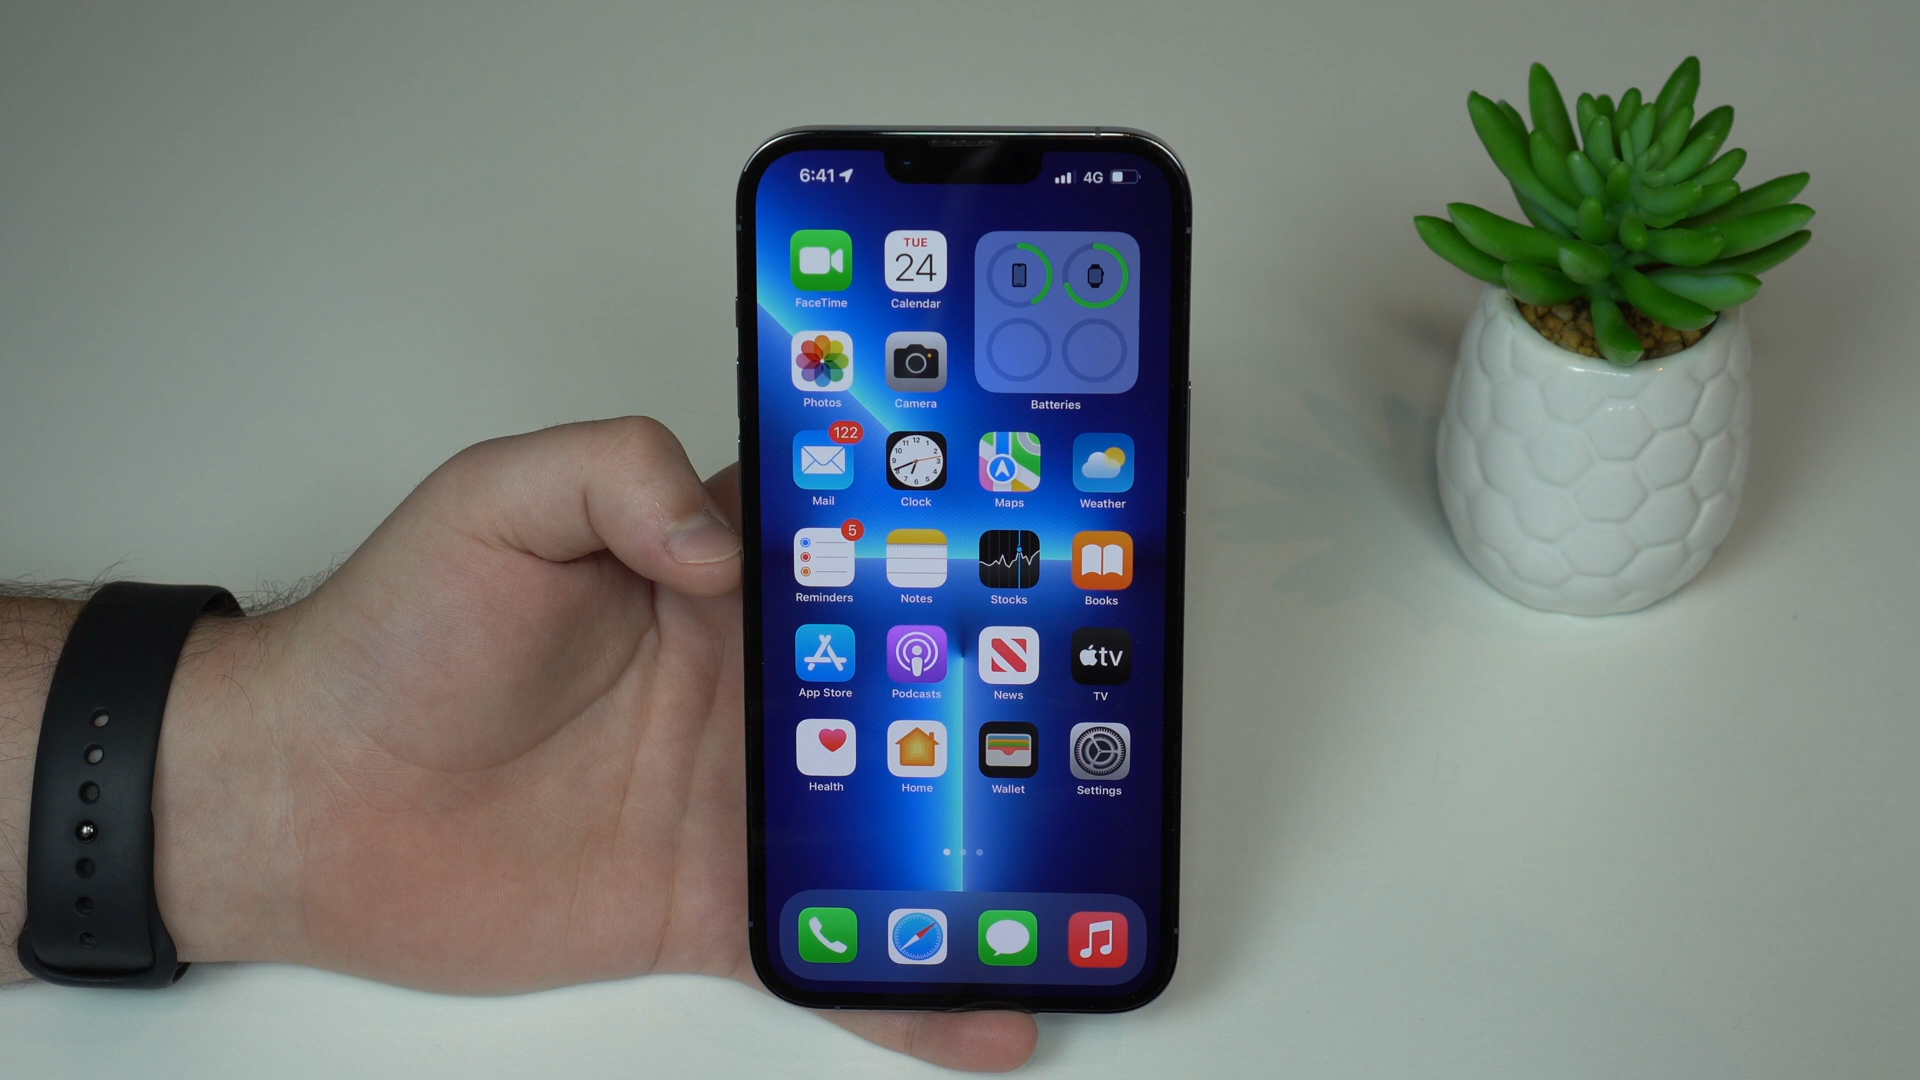 6:41
4G
TUE
24
FaceTime
Calendar
Photos
Camera
Batteries
122
Mail
Clock
Maps
Weather
5
Reminders
Notes
Stocks
Books
tv
App Store
Podcasts
News
TV
Health
Home
Wallet
Settings